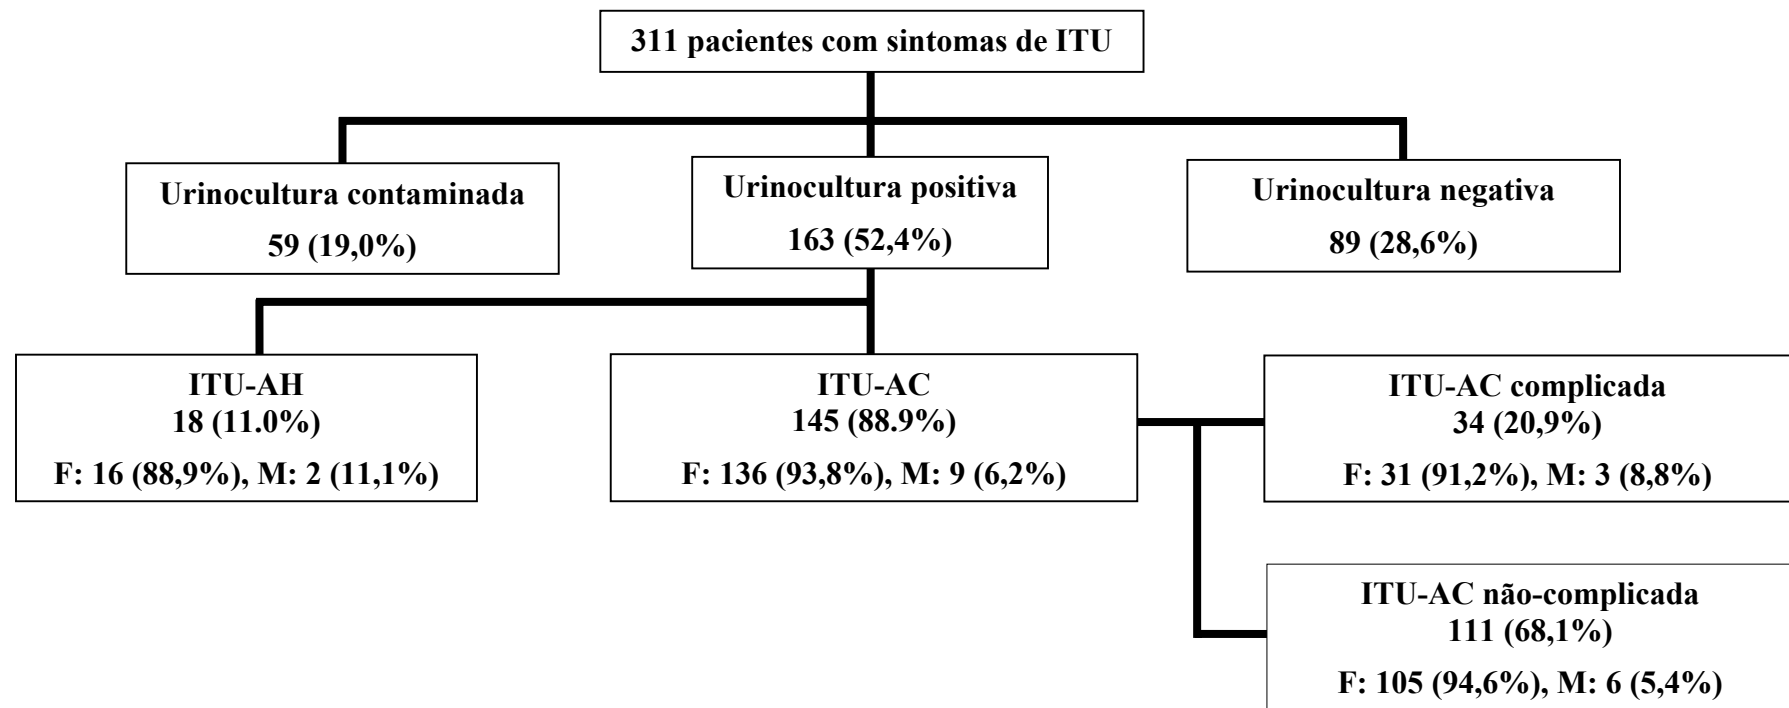 311 pacientes com sintomas de ITU
Urinocultura contaminada
59 (19,0%)
Urinocultura positiva
163 (52,4%)
Urinocultura negativa
89 (28,6%)
ITU-AH
18 (11.0%)
F: 16 (88,9%), M: 2 (11,1%)
ITU-AC
145 (88.9%)
F: 136 (93,8%), M: 9 (6,2%)
ITU-AC complicada
34 (20,9%)
F: 31 (91,2%), M: 3 (8,8%)
ITU-AC não-complicada
111 (68,1%)
F: 105 (94,6%), M: 6 (5,4%)